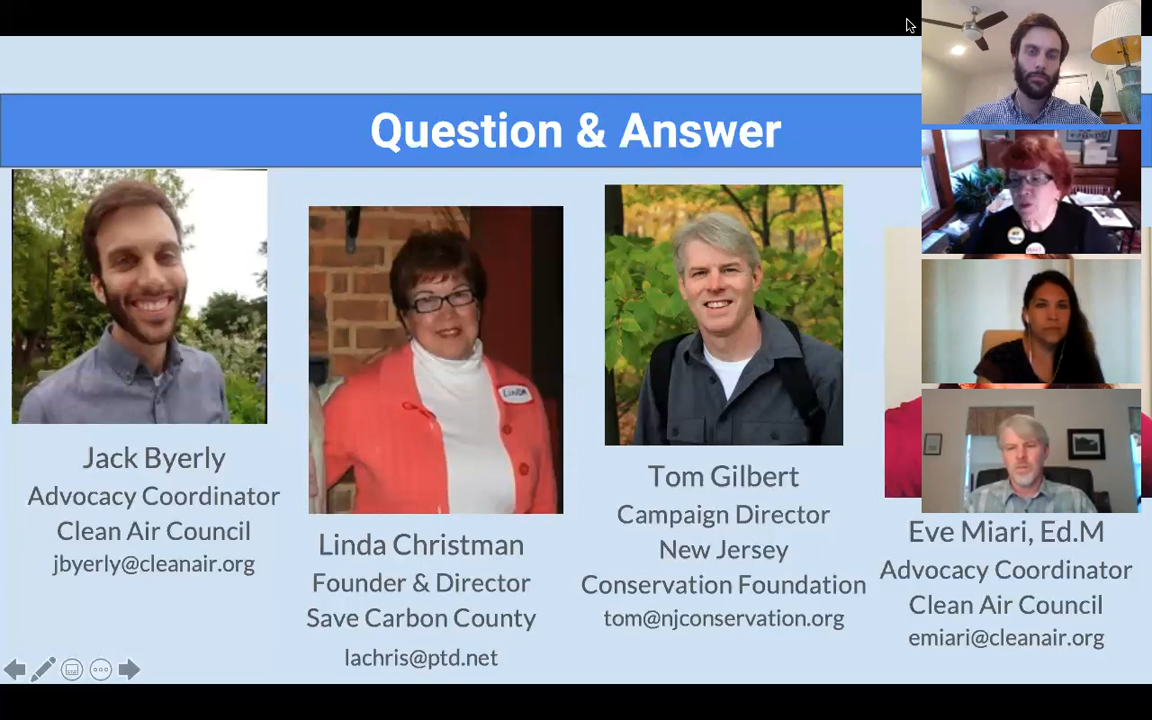 Question & Answer
Linda
Jack Byerly
Advocacy Coordinator
Clean Air Council
jbyerly@cleanair.org
Linda Christman
Founder & Director
Save Carbon County
lachris@ptd.net
Tom Gilbert
Campaign Director
New Jersey
Conservation Foundation
tom@njconservation.org
Eve Miari, Ed.M
Advocacy Coordinator
Clean Air Council
emiari@cleanair.org